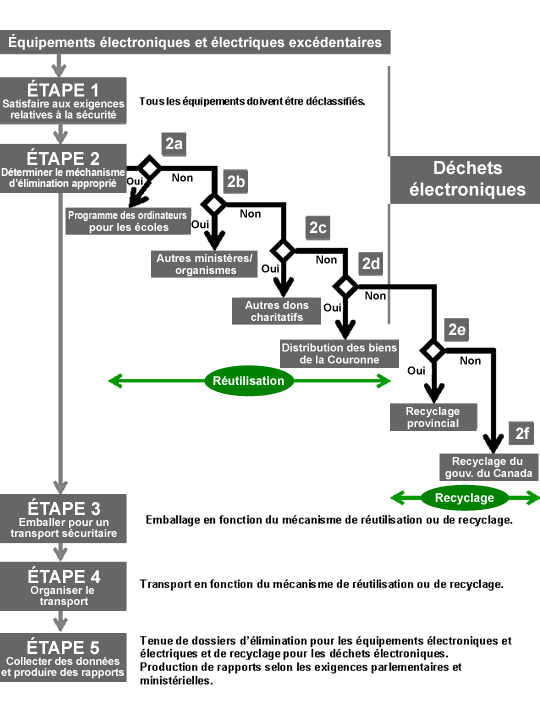 Équipements électroniques et électriques excédentaires
ÉTAPE 1
Satisfaire aux exigences
relatives à la sécurité
Tous les équipements doivent être déclassifiés.
ÉTAPE 2
Déterminer le méchanisme
d'élimination approprié
2a
Oui
Non
Programme des ordinateurs
pour les écoles
2b
Oui
Non
Autres ministères/
organismes
2c
Oui
Non
Autres dons
charitatifs
2d
Oui
Non
Distribution des biens
de la Couronne
Déchets
électroniques
2e
Oui
Non
Recyclage
provincial
2f
Recyclage du
gouv. du Canada
Réutilisation
Recyclage
ÉTAPE 3
Emballer pour un
transport sécuritaire
Emballage en fonction du mécanisme de réutilisation ou de recyclage.
ÉTAPE 4
Organiser le
transport
Transport en fonction du mécanisme de réutilisation ou de recyclage.
ÉTAPE 5
Collecter des données
et produire des rapports
Tenue de dossiers d'élimination pour les équipements électroniques et
électriques et de recyclage pour les déchets électroniques.
Production de rapports selon les exigences parlementaires et
ministérielles.